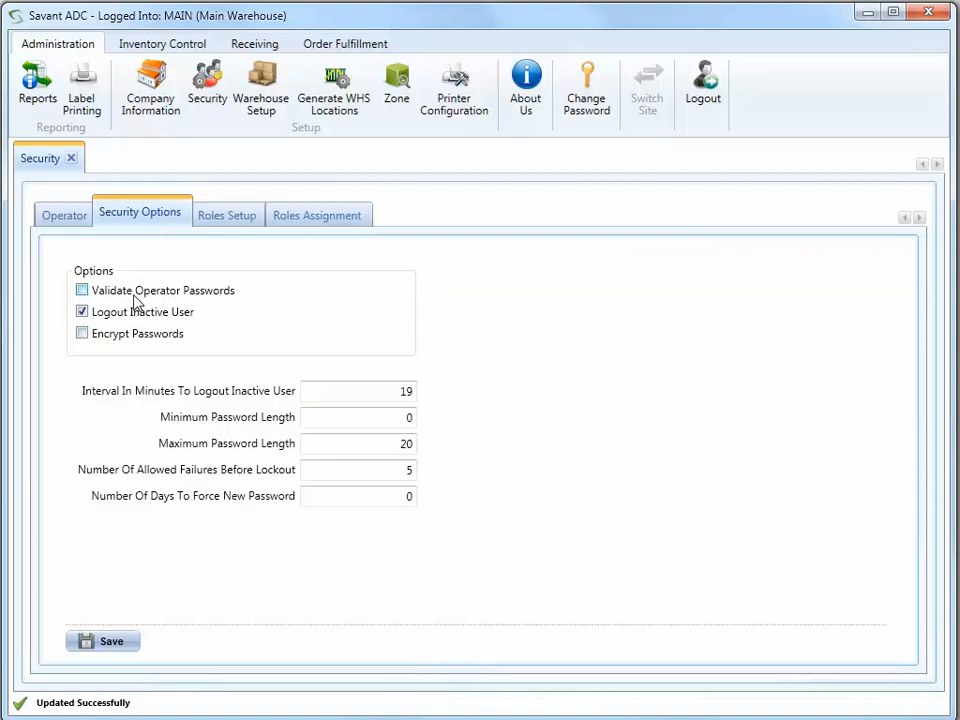 Savant ADC - Logged Into: MAIN (Main Warehouse)
Administration Inventory Control Receiving Order Fulfillment
Reports Label Printing Company Information Security Warehouse Setup Generate WHS Locations Zone Printer Configuration About Us Change Password Switch Site Logout
Reporting Setup
Security
Operator Security Options Roles Setup Roles Assignment
Options
Validate Operator Passwords
Logout Inactive User
Encrypt Passwords
Interval In Minutes To Logout Inactive User 19
Minimum Password Length 0
Maximum Password Length 20
Number Of Allowed Failures Before Lockout 5
Number Of Days To Force New Password 0
Save
Updated Successfully